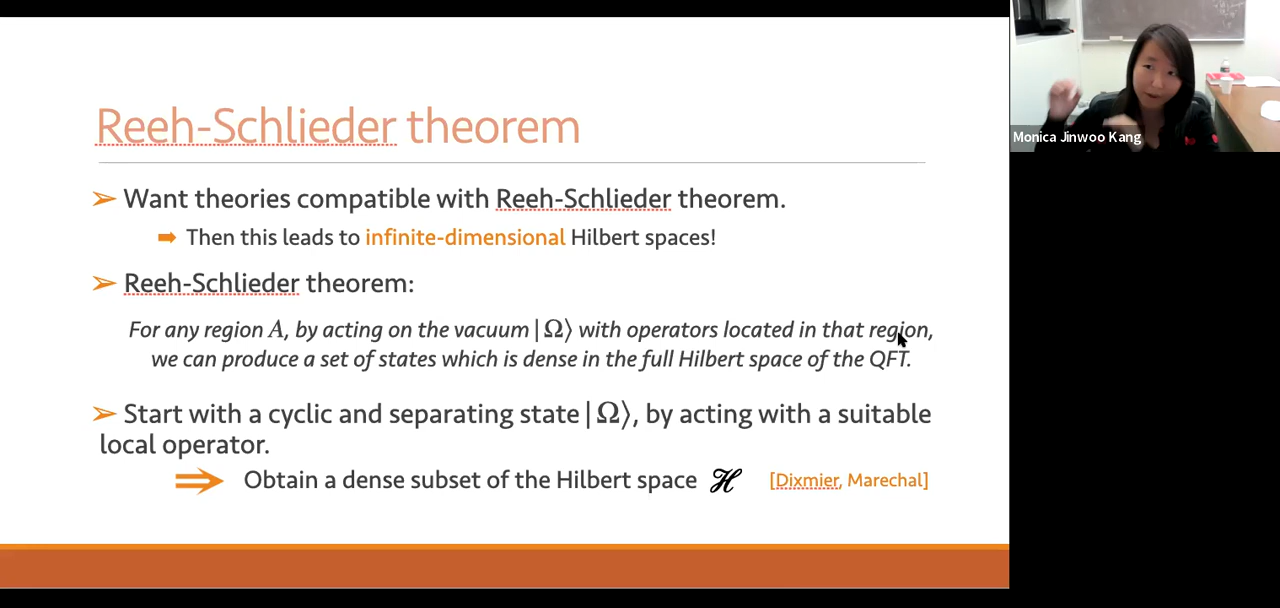 Reeh-Schlieder theorem
➢ Want theories compatible with Reeh-Schlieder theorem.
➡ Then this leads to infinite-dimensional Hilbert spaces!
➢ Reeh-Schlieder theorem:
For any region A, by acting on the vacuum |Ω⟩ with operators located in that region,
we can produce a set of states which is dense in the full Hilbert space of the QFT.
➢ Start with a cyclic and separating state |Ω⟩, by acting with a suitable
local operator.
⇒ Obtain a dense subset of the Hilbert space ℋ [Dixmier, Marechal]
Monica Jinwoo Kang